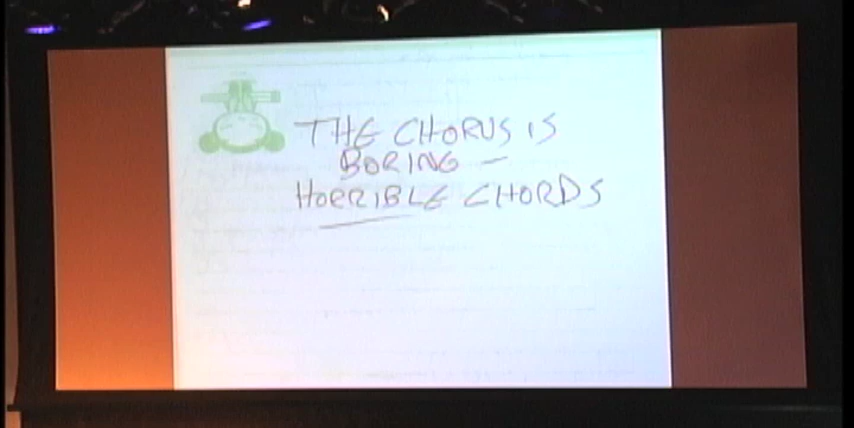 THE CHORUS IS
BORING —
HORRIBLE CHORDS